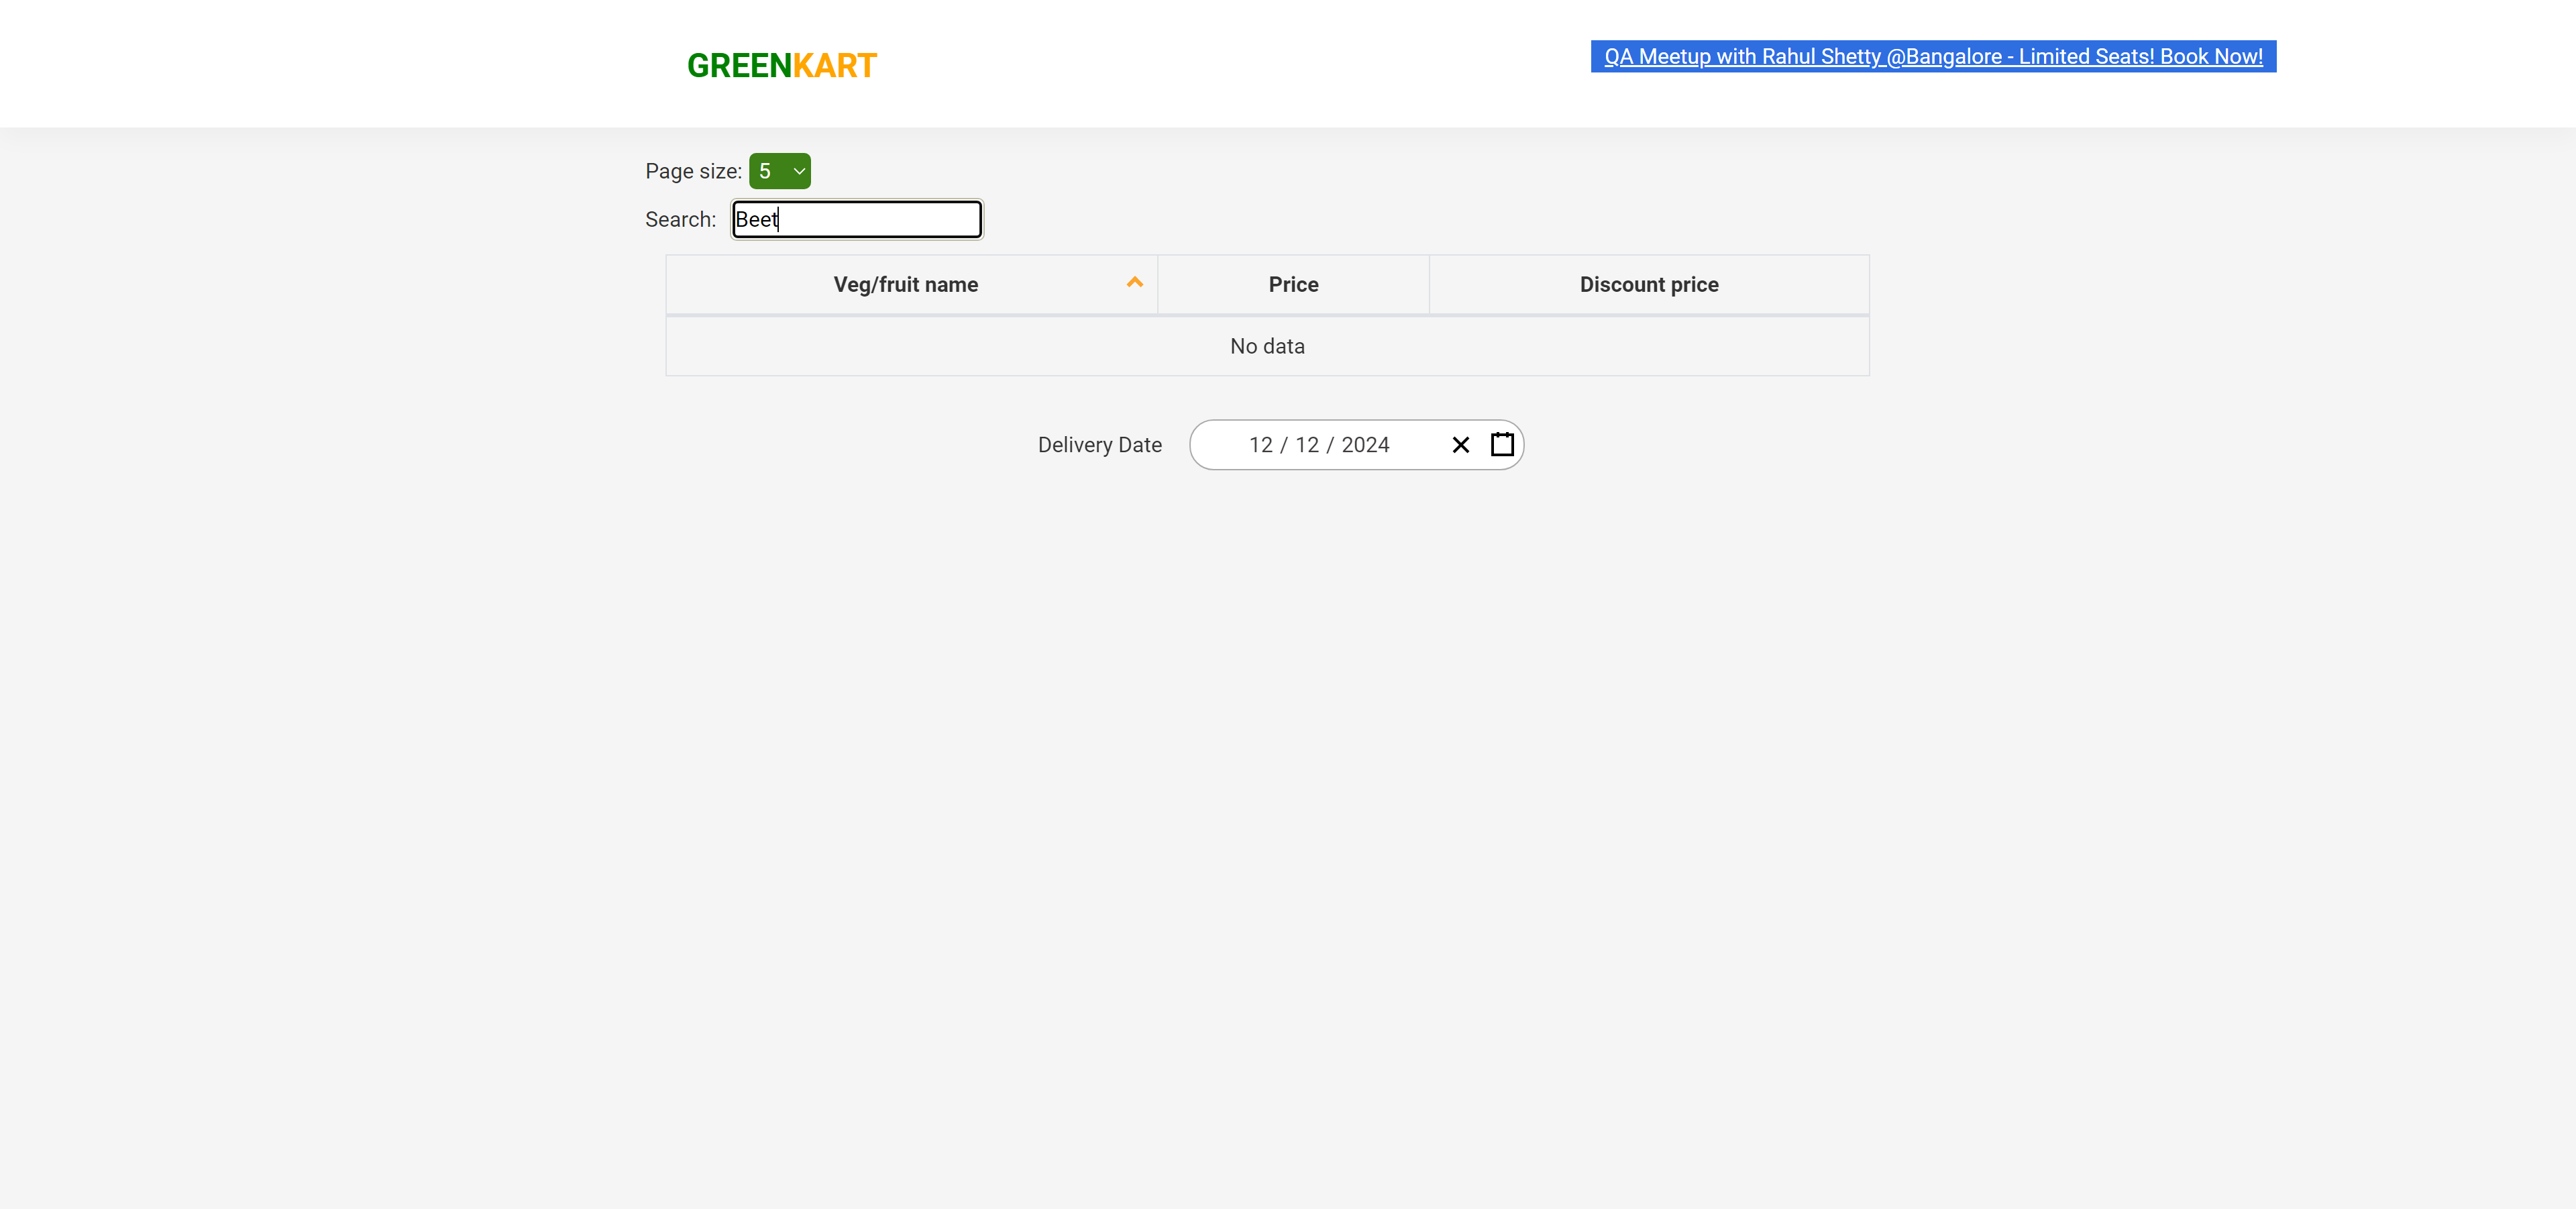 GREENKART
QA Meetup with Rahul Shetty @Bangalore - Limited Seats! Book Now!
Page size: 5
Search: Beet
Veg/fruit name Price Discount price
No data
Delivery Date 12 / 12 / 2024